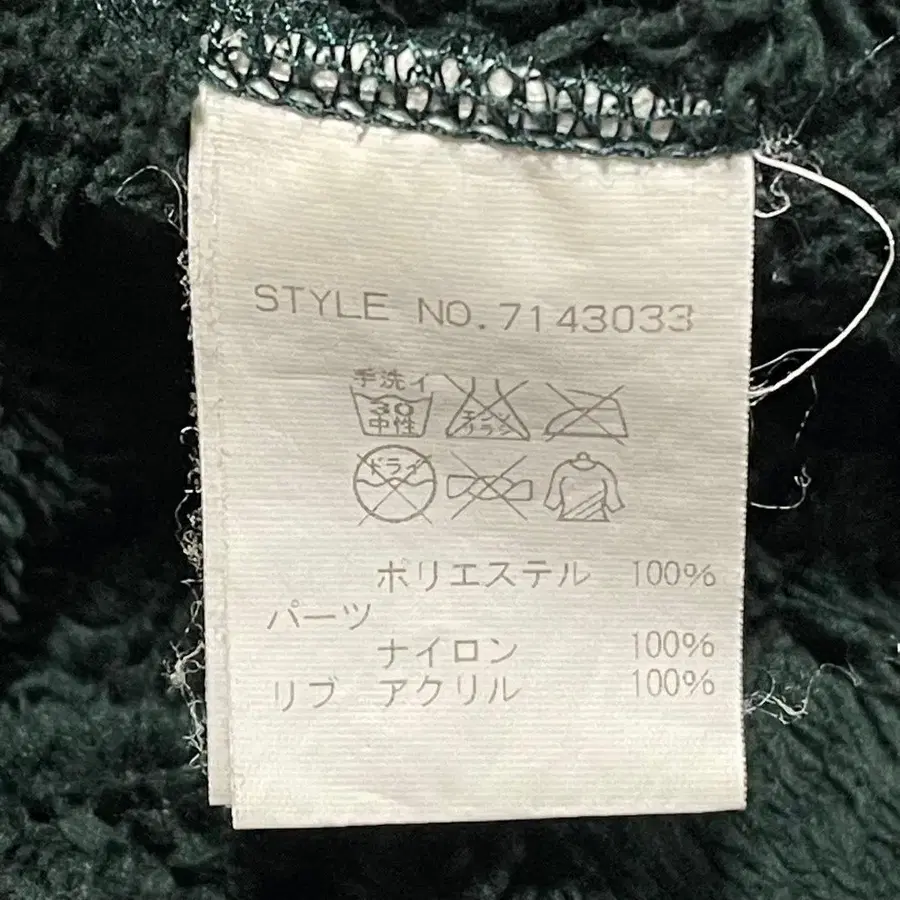 STYLE NO.7143033
手洗イ
30
中性
ドライ
ポリエステル 100%
パーツ
ナイロン 100%
リブ アクリル 100%